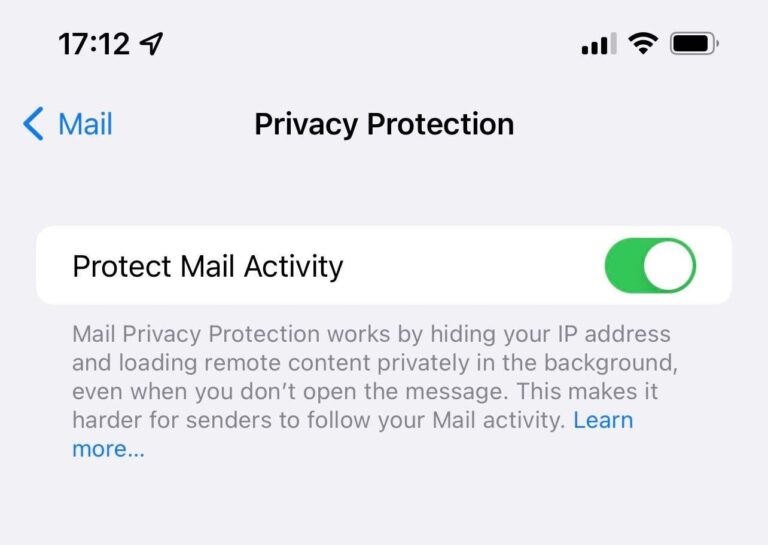 17:12
Mail
Privacy Protection
Protect Mail Activity
Mail Privacy Protection works by hiding your IP address
and loading remote content privately in the background,
even when you don’t open the message. This makes it
harder for senders to follow your Mail activity. Learn
more...